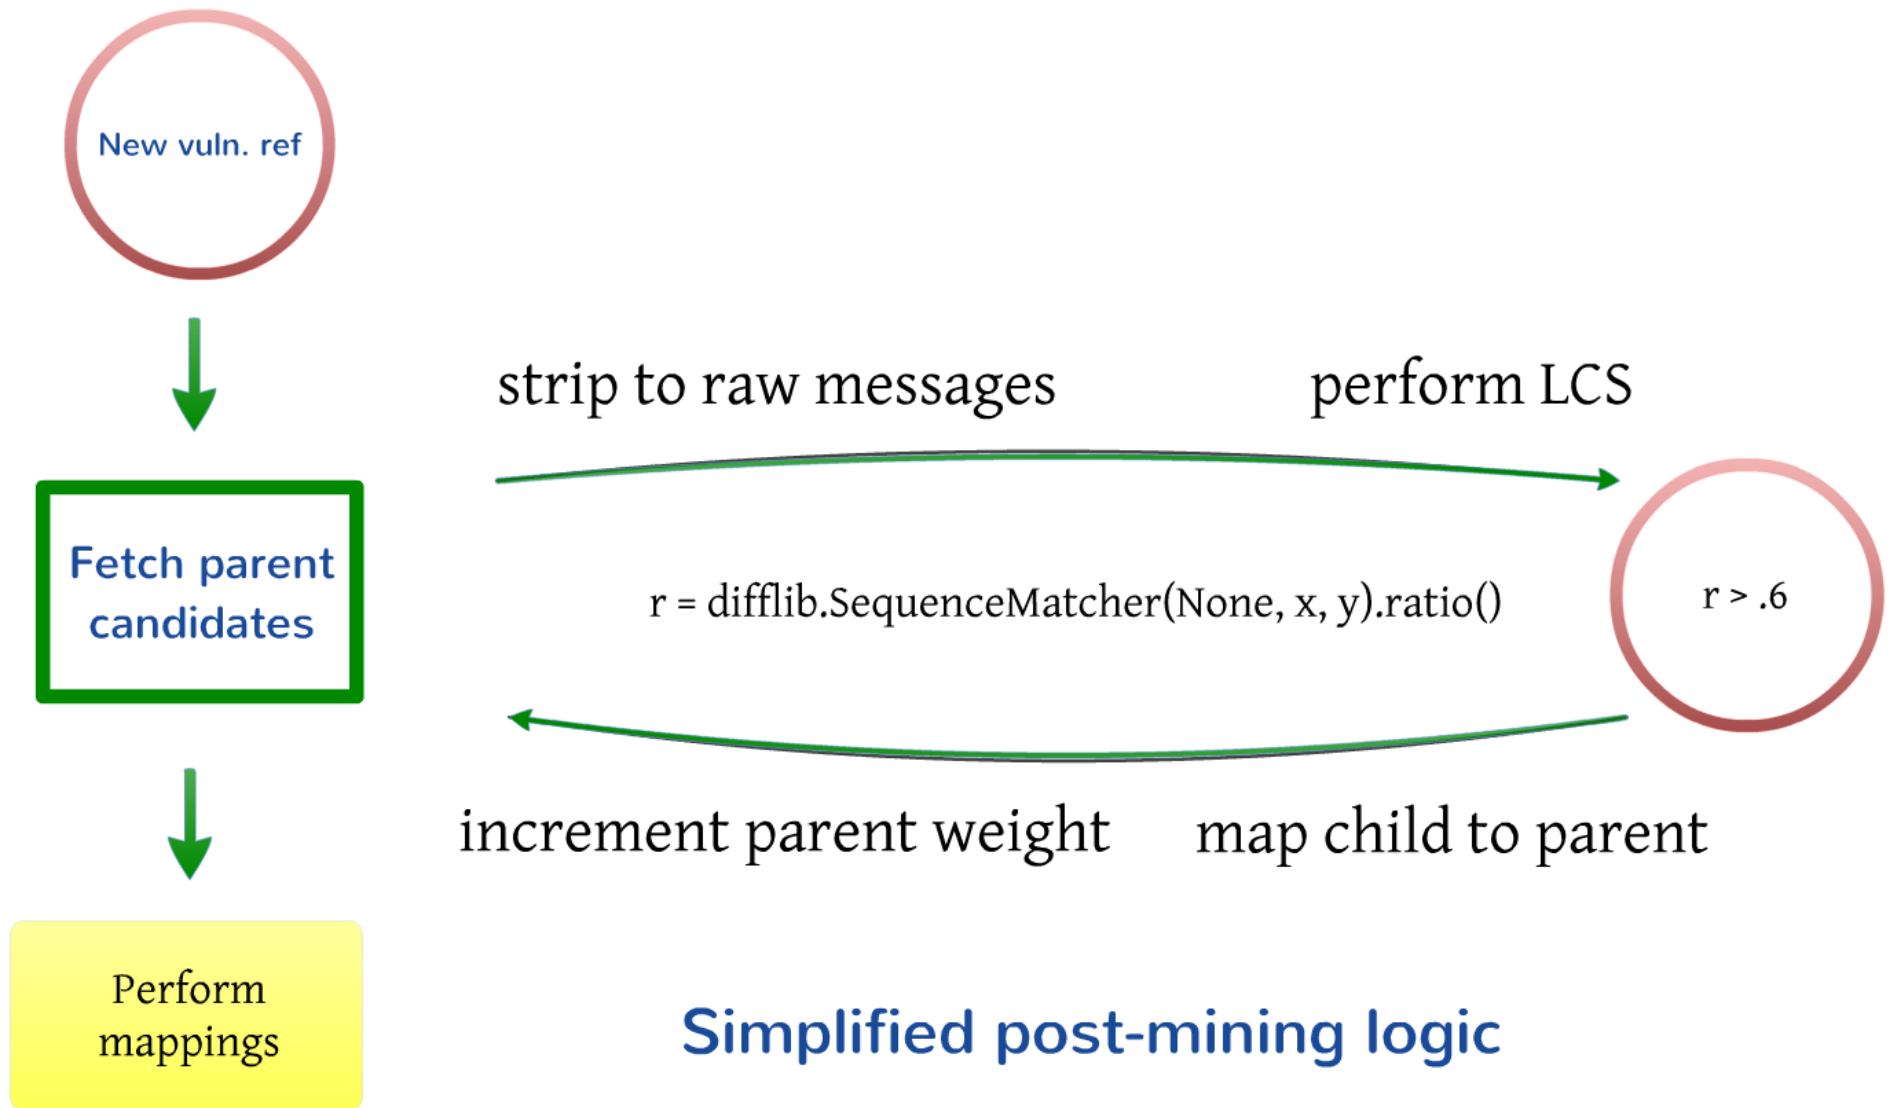 New vuln. ref
strip to raw messages
perform LCS
Fetch parent
candidates
r = difflib.SequenceMatcher(None, x, y).ratio()
r > .6
increment parent weight
map child to parent
Perform
mappings
Simplified post-mining logic